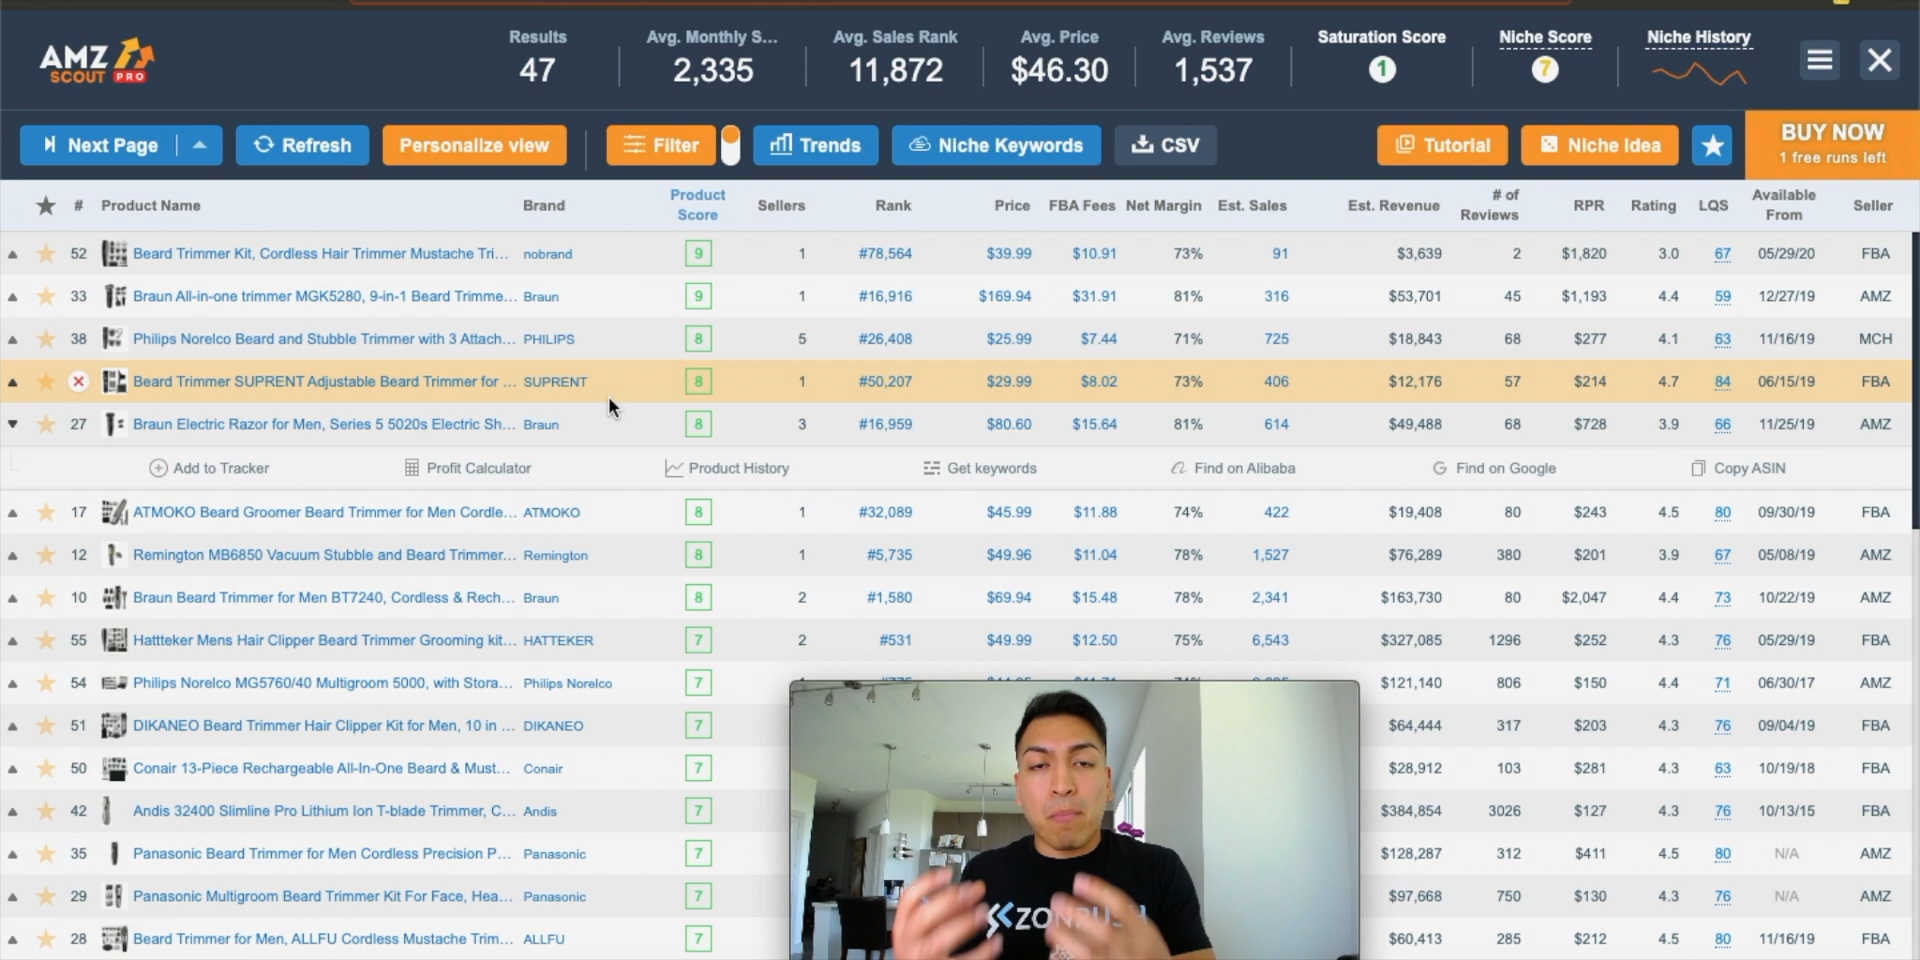 AMZ
SCOUT PRO
Results
47
Avg. Monthly S...
2,335
Avg. Sales Rank
11,872
Avg. Price
$46.30
Avg. Reviews
1,537
Saturation Score
1
Niche Score
7
Niche History
Next Page
Refresh
Personalize view
Filter
Trends
Niche Keywords
CSV
Tutorial
Niche Idea
BUY NOW
1 free runs left
# Product Name Brand Product Score Sellers Rank Price FBA Fees Net Margin Est. Sales Est. Revenue # of Reviews RPR Rating LQS Available From Seller
52 Beard Trimmer Kit, Cordless Hair Trimmer Mustache Tri... nobrand 9 1 #78,564 $39.99 $10.91 73% 91 $3,639 2 $1,820 3.0 67 05/29/20 FBA
33 Braun All-in-one trimmer MGK5280, 9-in-1 Beard Trimme... Braun 9 1 #16,916 $169.94 $31.91 81% 316 $53,701 45 $1,193 4.4 59 12/27/19 AMZ
38 Philips Norelco Beard and Stubble Trimmer with 3 Attach... PHILIPS 8 5 #26,408 $25.99 $7.44 71% 725 $18,843 68 $277 4.1 63 11/16/19 MCH
Beard Trimmer SUPRENT Adjustable Beard Trimmer for ... SUPRENT 8 1 #50,207 $29.99 $8.02 73% 406 $12,176 57 $214 4.7 84 06/15/19 FBA
27 Braun Electric Razor for Men, Series 5 5020s Electric Sh... Braun 8 3 #16,959 $80.60 $15.64 81% 614 $49,488 68 $728 3.9 66 11/25/19 AMZ
Add to Tracker Profit Calculator Product History Get keywords Find on Alibaba Find on Google Copy ASIN
17 ATMOKO Beard Groomer Beard Trimmer for Men Cordle... ATMOKO 8 1 #32,089 $45.99 $11.88 74% 422 $19,408 80 $243 4.5 80 09/30/19 FBA
12 Remington MB6850 Vacuum Stubble and Beard Trimmer... Remington 8 1 #5,735 $49.96 $11.04 78% 1,527 $76,289 380 $201 3.9 67 05/08/19 AMZ
10 Braun Beard Trimmer for Men BT7240, Cordless & Rech... Braun 8 2 #1,580 $69.94 $15.48 78% 2,341 $163,730 80 $2,047 4.4 73 10/22/19 AMZ
55 Hattteker Mens Hair Clipper Beard Trimmer Grooming kit... HATTEKER 7 2 #531 $49.99 $12.50 75% 6,543 $327,085 1296 $252 4.3 76 05/29/19 FBA
54 Philips Norelco MG5760/40 Multigroom 5000, with Stora... Philips Norelco 7 $121,140 806 $150 4.4 71 06/30/17 AMZ
51 DIKANEO Beard Trimmer Hair Clipper Kit for Men, 10 in ... DIKANEO 7 $64,444 317 $203 4.3 76 09/04/19 FBA
50 Conair 13-Piece Rechargeable All-In-One Beard & Must... Conair 7 $28,912 103 $281 4.3 63 10/19/18 FBA
42 Andis 32400 Slimline Pro Lithium Ion T-blade Trimmer, C... Andis 7 $384,854 3026 $127 4.3 76 10/13/15 FBA
35 Panasonic Beard Trimmer for Men Cordless Precision P... Panasonic 7 $128,287 312 $411 4.5 80 N/A AMZ
29 Panasonic Multigroom Beard Trimmer Kit For Face, Hea... Panasonic 7 $97,668 750 $130 4.3 76 N/A AMZ
28 Beard Trimmer for Men, ALLFU Cordless Mustache Trim... ALLFU 7 $60,413 285 $212 4.5 80 11/16/19 FBA